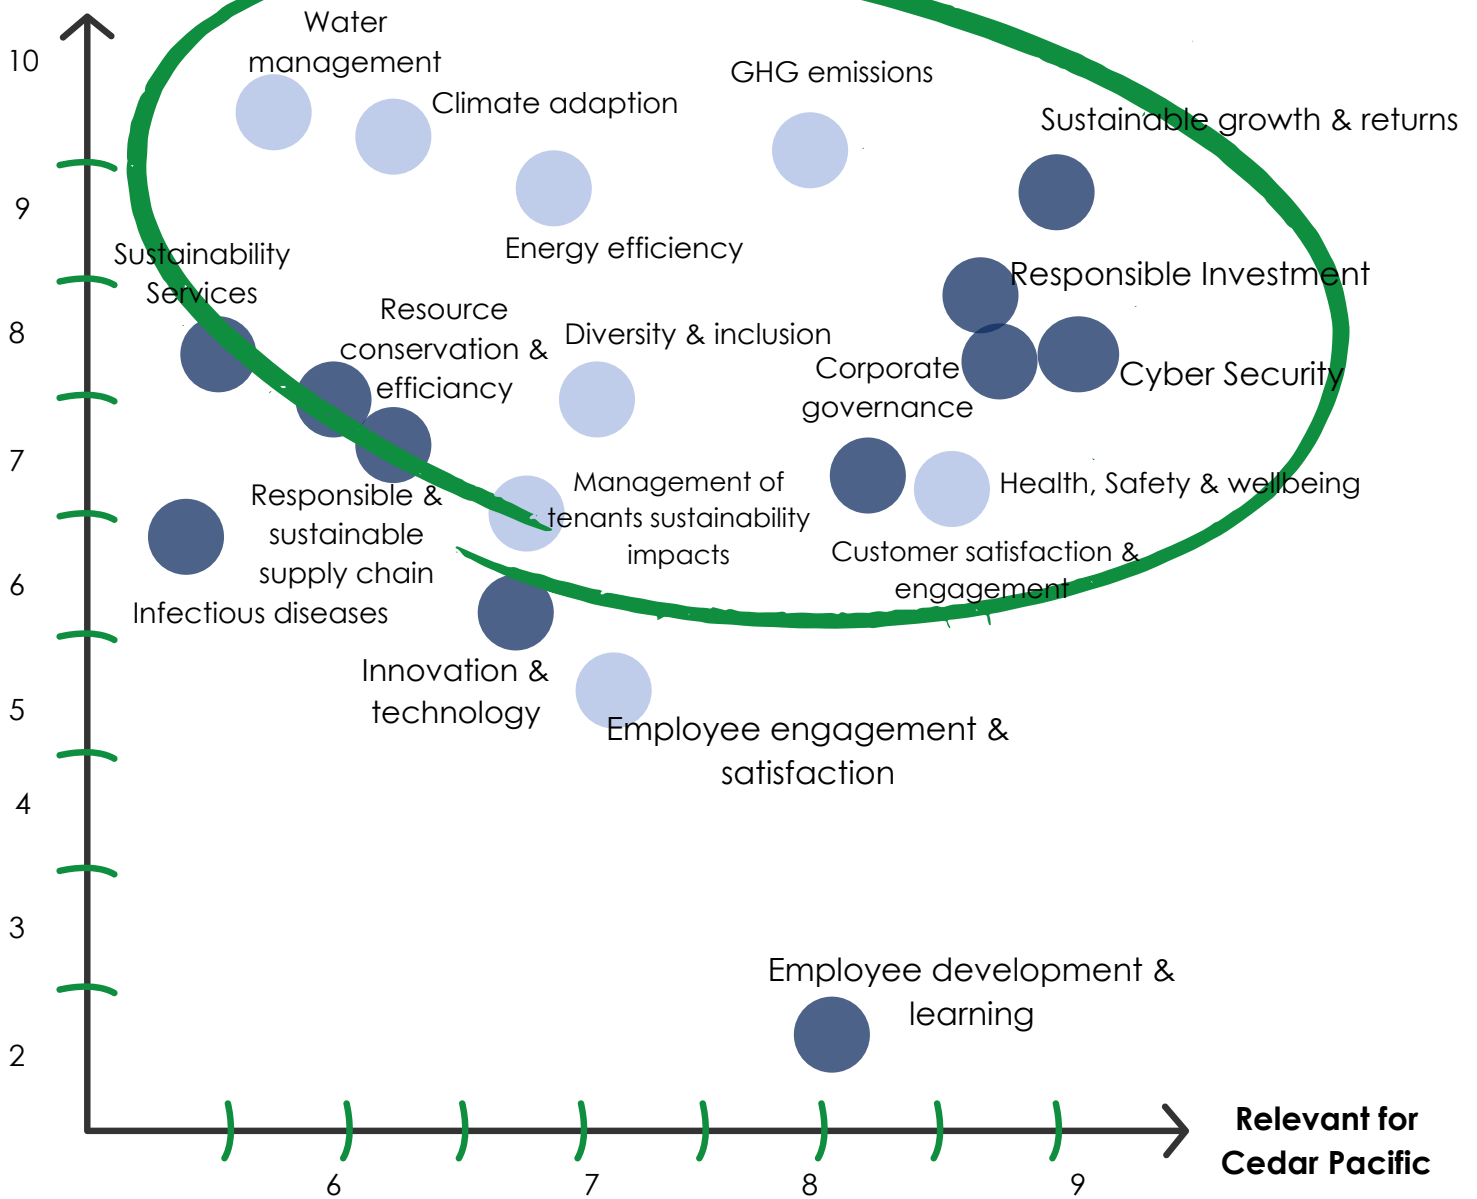 Water
management
10
GHG emissions
Climate adaption
Sustainable growth & returns
9
Energy efficiency
Sustainability
Services
Responsible Investment
Resource
conservation &
efficiancy
Diversity & inclusion
8
Corporate
governance
Cyber Security
7
Management of
tenants sustainability
impacts
Health, Safety & wellbeing
Responsible &
sustainable
supply chain
Customer satisfaction &
engagement
6
Infectious diseases
Innovation &
technology
5
Employee engagement &
satisfaction
4
3
Employee development &
learning
2
Relevant for
Cedar Pacific
6
7
8
9